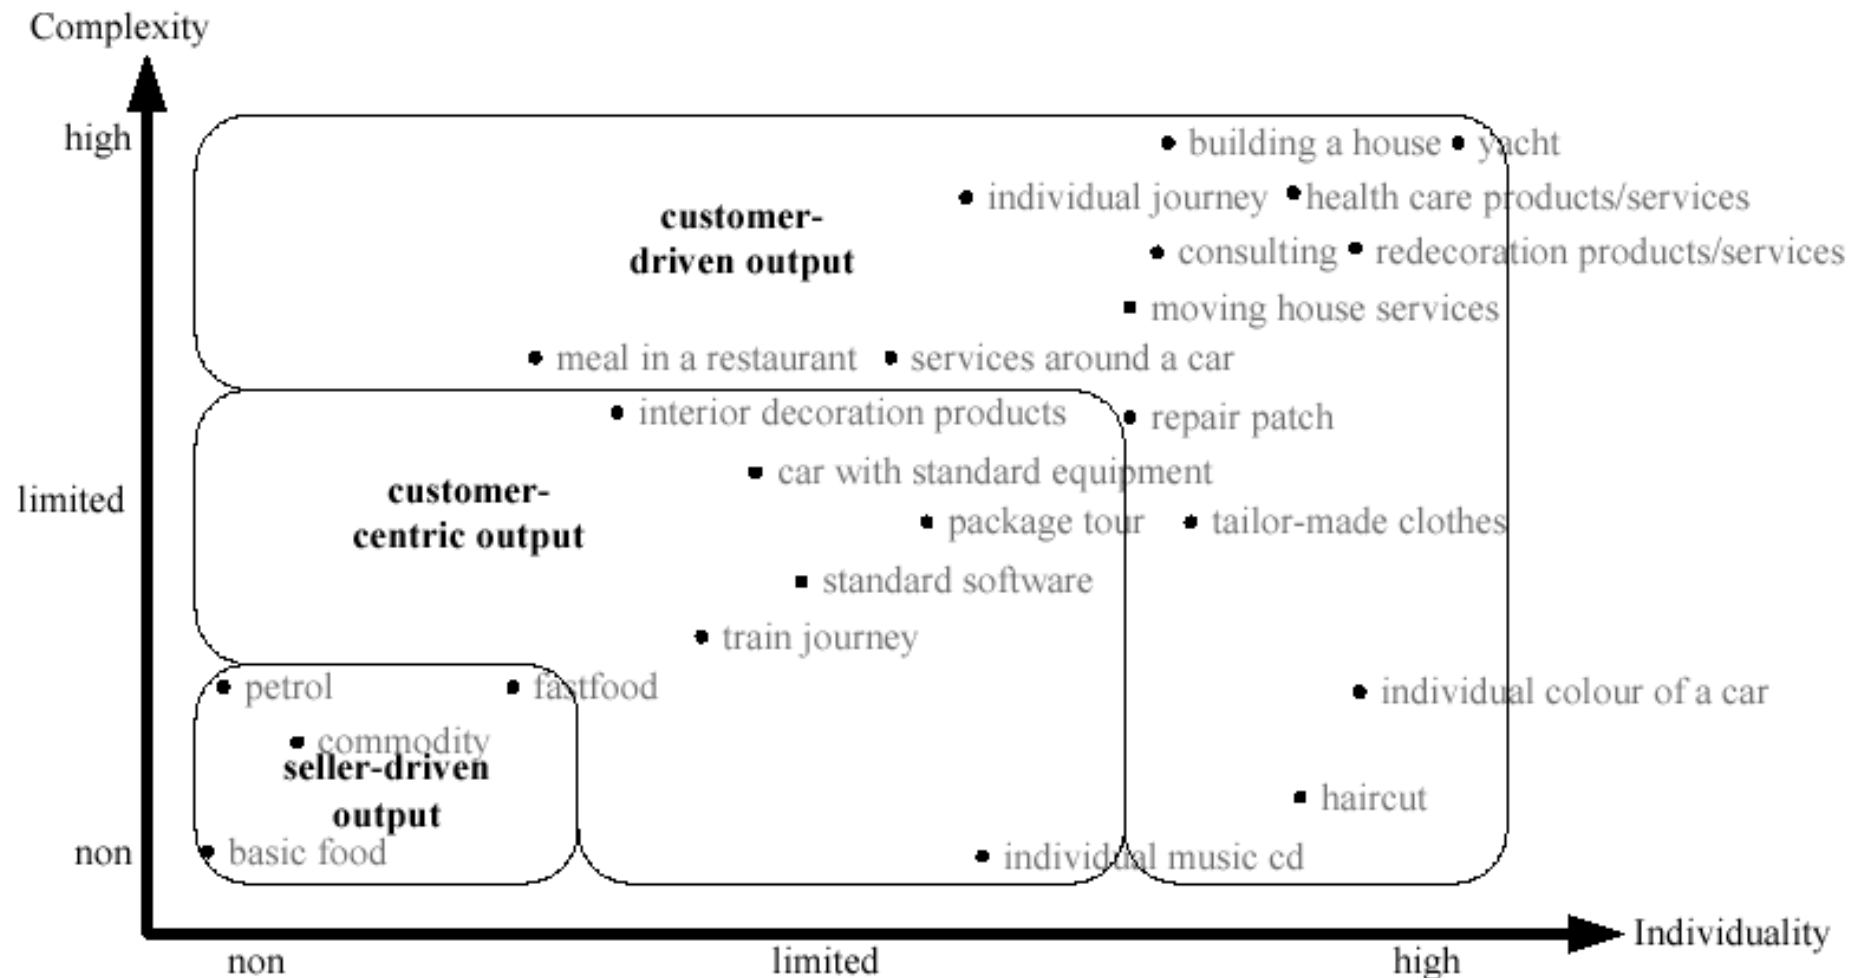 Complexity
high
building a house
yacht
individual journey
health care products/services
customer-
driven output
consulting
redecoration products/services
moving house services
meal in a restaurant
services around a car
interior decoration products
repair patch
car with standard equipment
limited
customer-
centric output
package tour
tailor-made clothes
standard software
train journey
petrol
fastfood
individual colour of a car
commodity
seller-driven
output
haircut
non
basic food
individual music cd
Individuality
non
limited
high